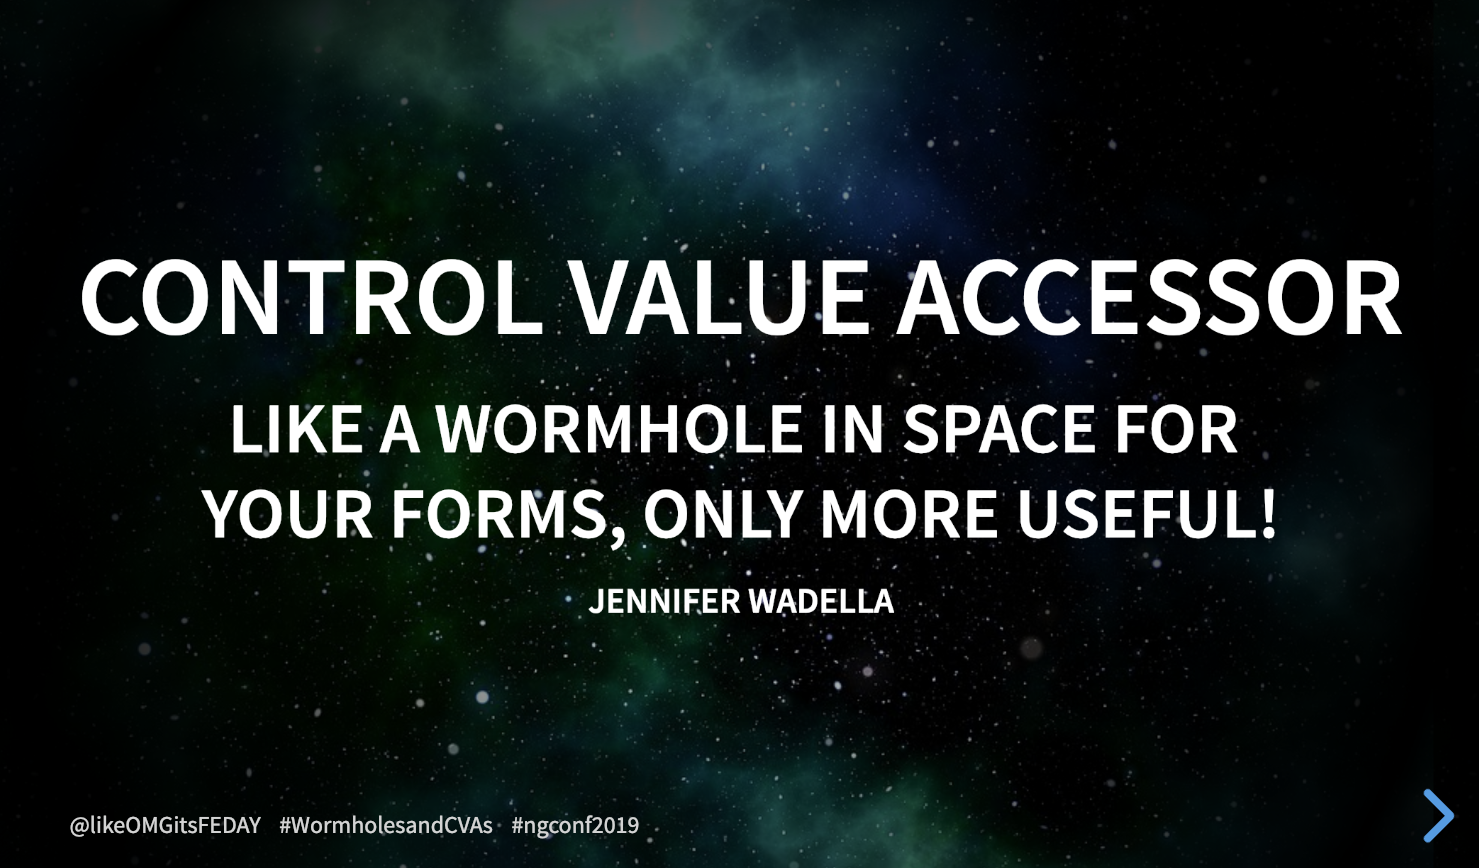 CONTROL VALUE ACCESSOR
LIKE A WORMHOLE IN SPACE FOR
YOUR FORMS, ONLY MORE USEFUL!
JENNIFER WADELLA
@likeOMGitsFEDAY #WormholesandCVAs #ngconf2019